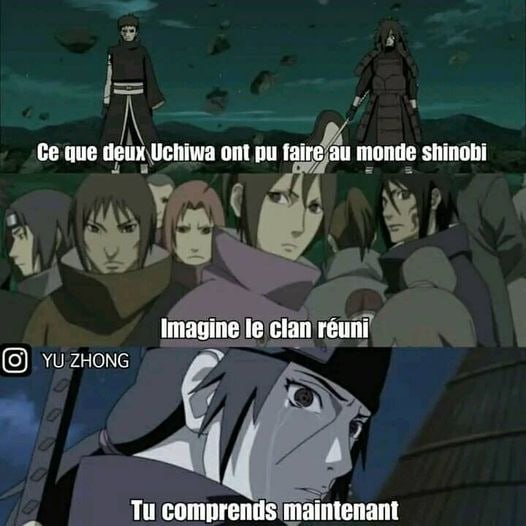 Ce que deux Uchiwa ont pu faire au monde shinobi
Imagine le clan réuni
YU ZHONG
Tu comprends maintenant